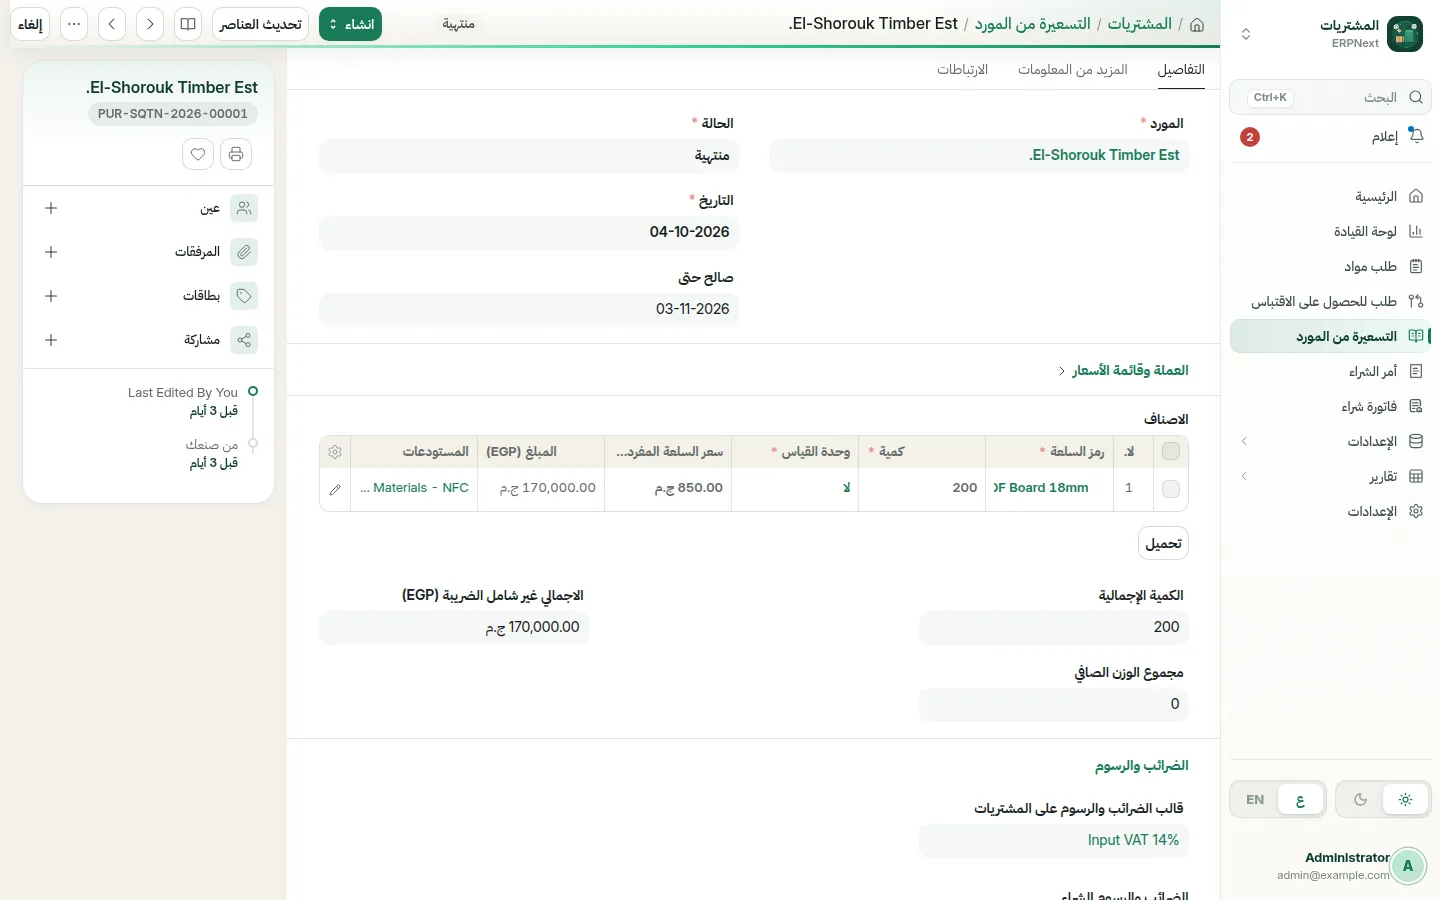 المشتريات
ERPNext
البحث
Ctrl+K
إعلام
2
الرئيسية
لوحة القيادة
طلب مواد
طلب للحصول على الاقتباس
التسعيرة من المورد
أمر الشراء
فاتورة شراء
الإعدادات
تقارير
الإعدادات
ع
EN
Administrator
admin@example.com
A
المشتريات / التسعيرة من المورد / El-Shorouk Timber Est.
منتهية
انشاء
تحديث العناصر
إلغاء
التفاصيل
المزيد من المعلومات
الارتباطات
المورد *
El-Shorouk Timber Est.
الحالة *
منتهية
التاريخ *
04-10-2026
صالح حتى
03-11-2026
العملة وقائمة الأسعار
الاصناف
لا.
رمز السلعة *
كمية *
وحدة القياس *
سعر السلعة المفرد...
المبلغ (EGP)
المستودعات
1
DF Board 18mm
200
لا
850.00 ج.م
170,000.00 ج.م
Materials - NFC ...
تحميل
الكمية الإجمالية
200
الاجمالي غير شامل الضريبة (EGP)
170,000.00 ج.م
مجموع الوزن الصافي
0
الضرائب والرسوم
قالب الضرائب والرسوم على المشتريات
Input VAT 14%
الضرائب والرسوم الشراء
El-Shorouk Timber Est.
PUR-SQTN-2026-00001
عين
المرفقات
بطاقات
مشاركة
Last Edited By You
قبل 3 أيام
من صنعك
قبل 3 أيام